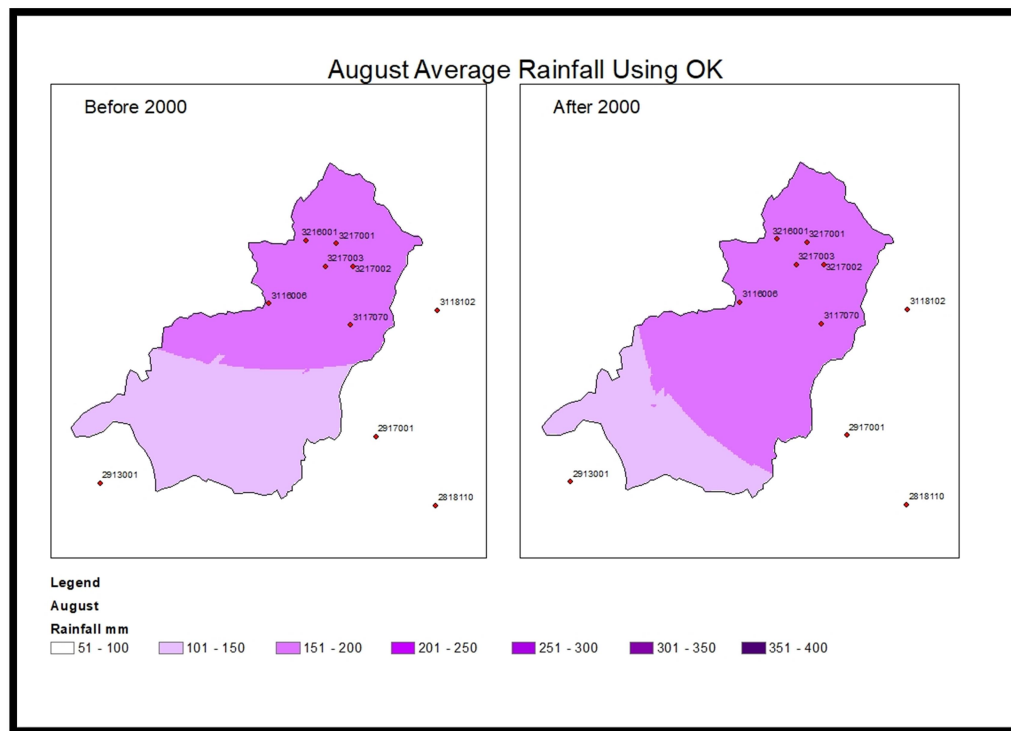 August Average Rainfall Using OK
Before 2000
3216001
3217001
3217003
3217002
3116006
3118102
3117070
2917001
2913001
2818110
After 2000
3216001
3217001
3217003
3217002
3116006
3118102
3117070
2917001
2913001
2818110
Legend
August
Rainfall mm
51 - 100 101 - 150 151 - 200 201 - 250 251 - 300 301 - 350 351 - 400